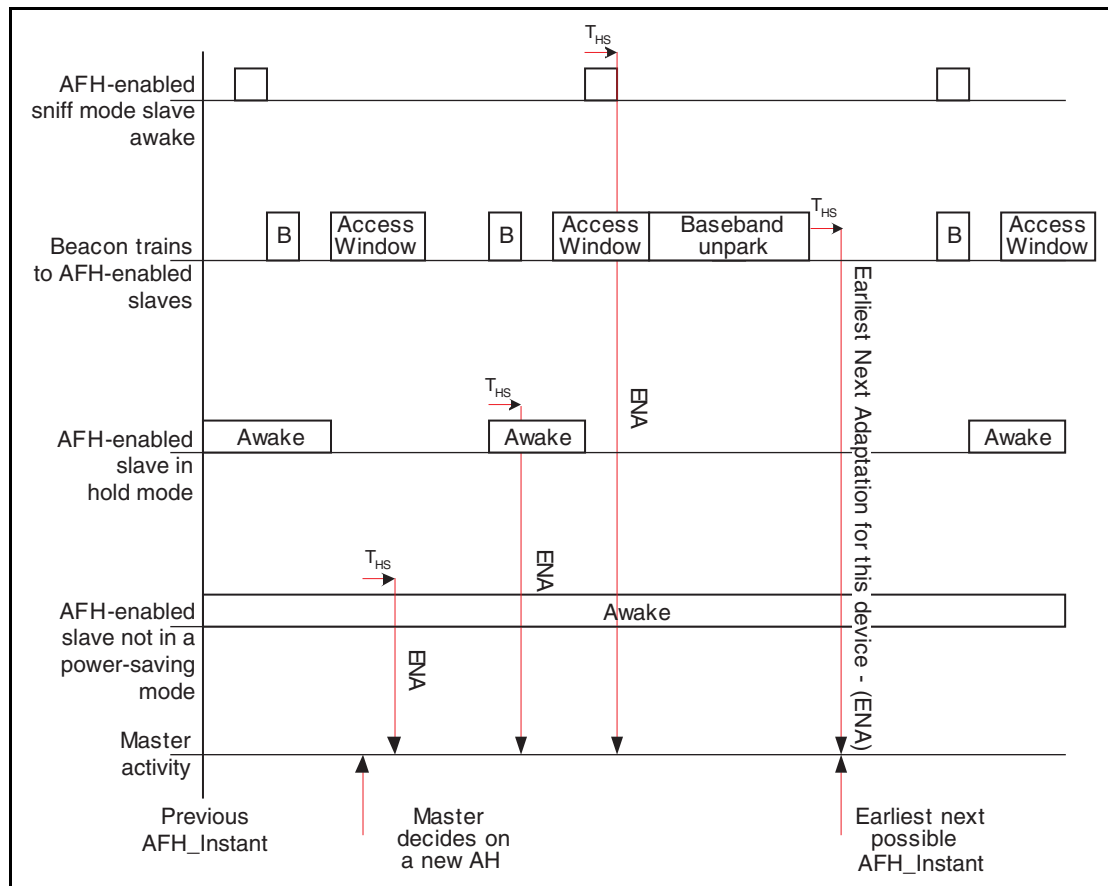 T_HS
AFH-enabled
sniff mode slave
awake
B
Access
Window
B
Access
Window
Baseband
unpark
T_HS
B
Access
Window
Beacon trains
to AFH-enabled
slaves
Earliest Next Adaptation for this device - (ENA)
ENA
T_HS
AFH-enabled
slave in
hold mode
Awake
Awake
Awake
ENA
T_HS
AFH-enabled
slave not in a
power-saving
mode
Awake
ENA
Master
activity
Previous
AFH_Instant
Master
decides on
a new AH
Earliest next
possible
AFH_Instant